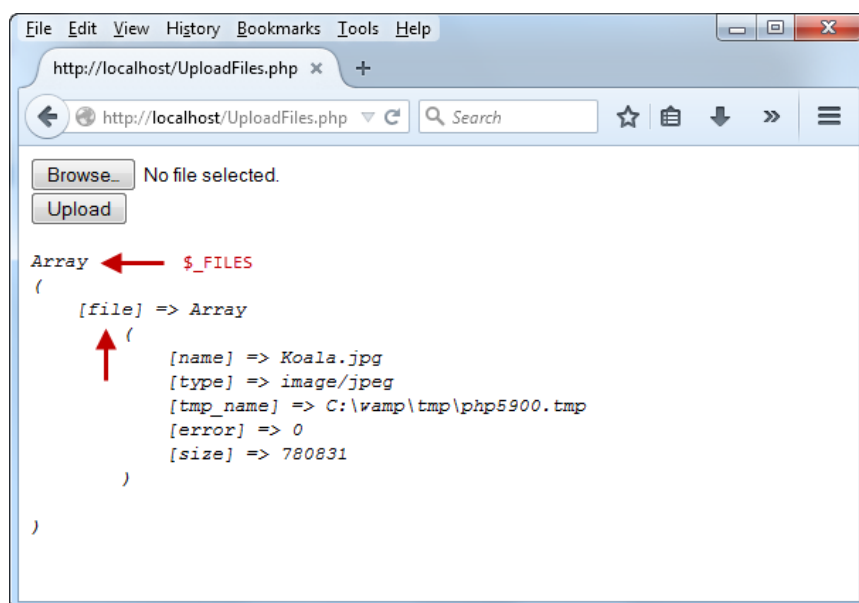 File Edit View History Bookmarks Tools Help
http://localhost/UploadFiles.php × +
http://localhost/UploadFiles.php Search
Browse… No file selected.
Upload
Array $_FILES
(
[file] => Array
(
[name] => Koala.jpg
[type] => image/jpeg
[tmp_name] => C:\wamp\tmp\php5900.tmp
[error] => 0
[size] => 780831
)
)